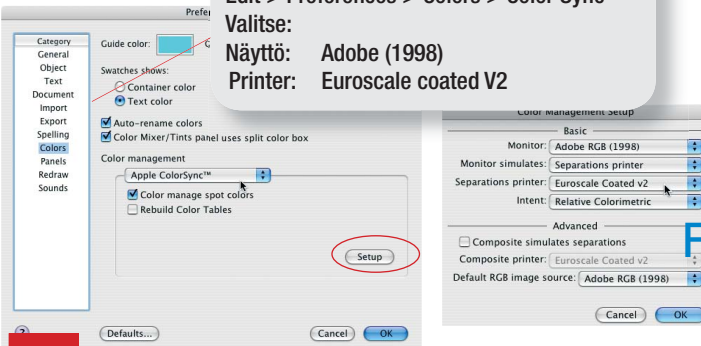 Edit > Preferences > Colors > Color Sync
Valitse:
Näyttö: Adobe (1998)
Printer: Euroscale coated V2
Category
General
Object
Text
Document
Import
Export
Spelling
Colors
Panels
Redraw
Sounds
Guide color:
Swatches shows:
Container color
Text color
Auto-rename colors
Color Mixer/Tints panel uses split color box
Color management
Apple ColorSync™
Color manage spot colors
Rebuild Color Tables
Setup
?
Defaults...
Cancel
OK
Color Management Setup
Basic
Monitor: Adobe RGB (1998)
Monitor simulates: Separations printer
Separations printer: Euroscale Coated v2
Intent: Relative Colorimetric
Advanced
Composite simulates separations
Composite printer: Euroscale Coated v2
Default RGB image source: Adobe RGB (1998)
Cancel
OK